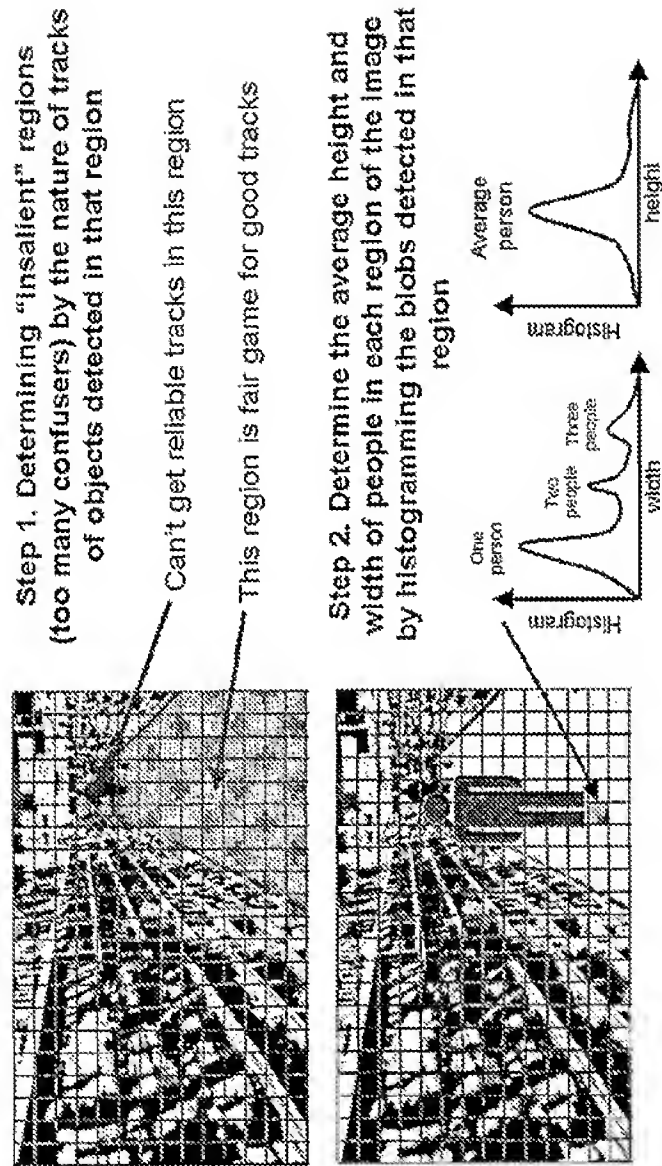 Step 1. Determining “insalient” regions
(too many confusers) by the nature of tracks
of objects detected in that region
Can't get reliable tracks in this region
This region is fair game for good tracks
Step 2. Determine the average height and
width of people in each region of the image
by histogramming the blobs detected in that
region
Histogram
One
person
Two
people
Three
people
width
Histogram
Average
person
height